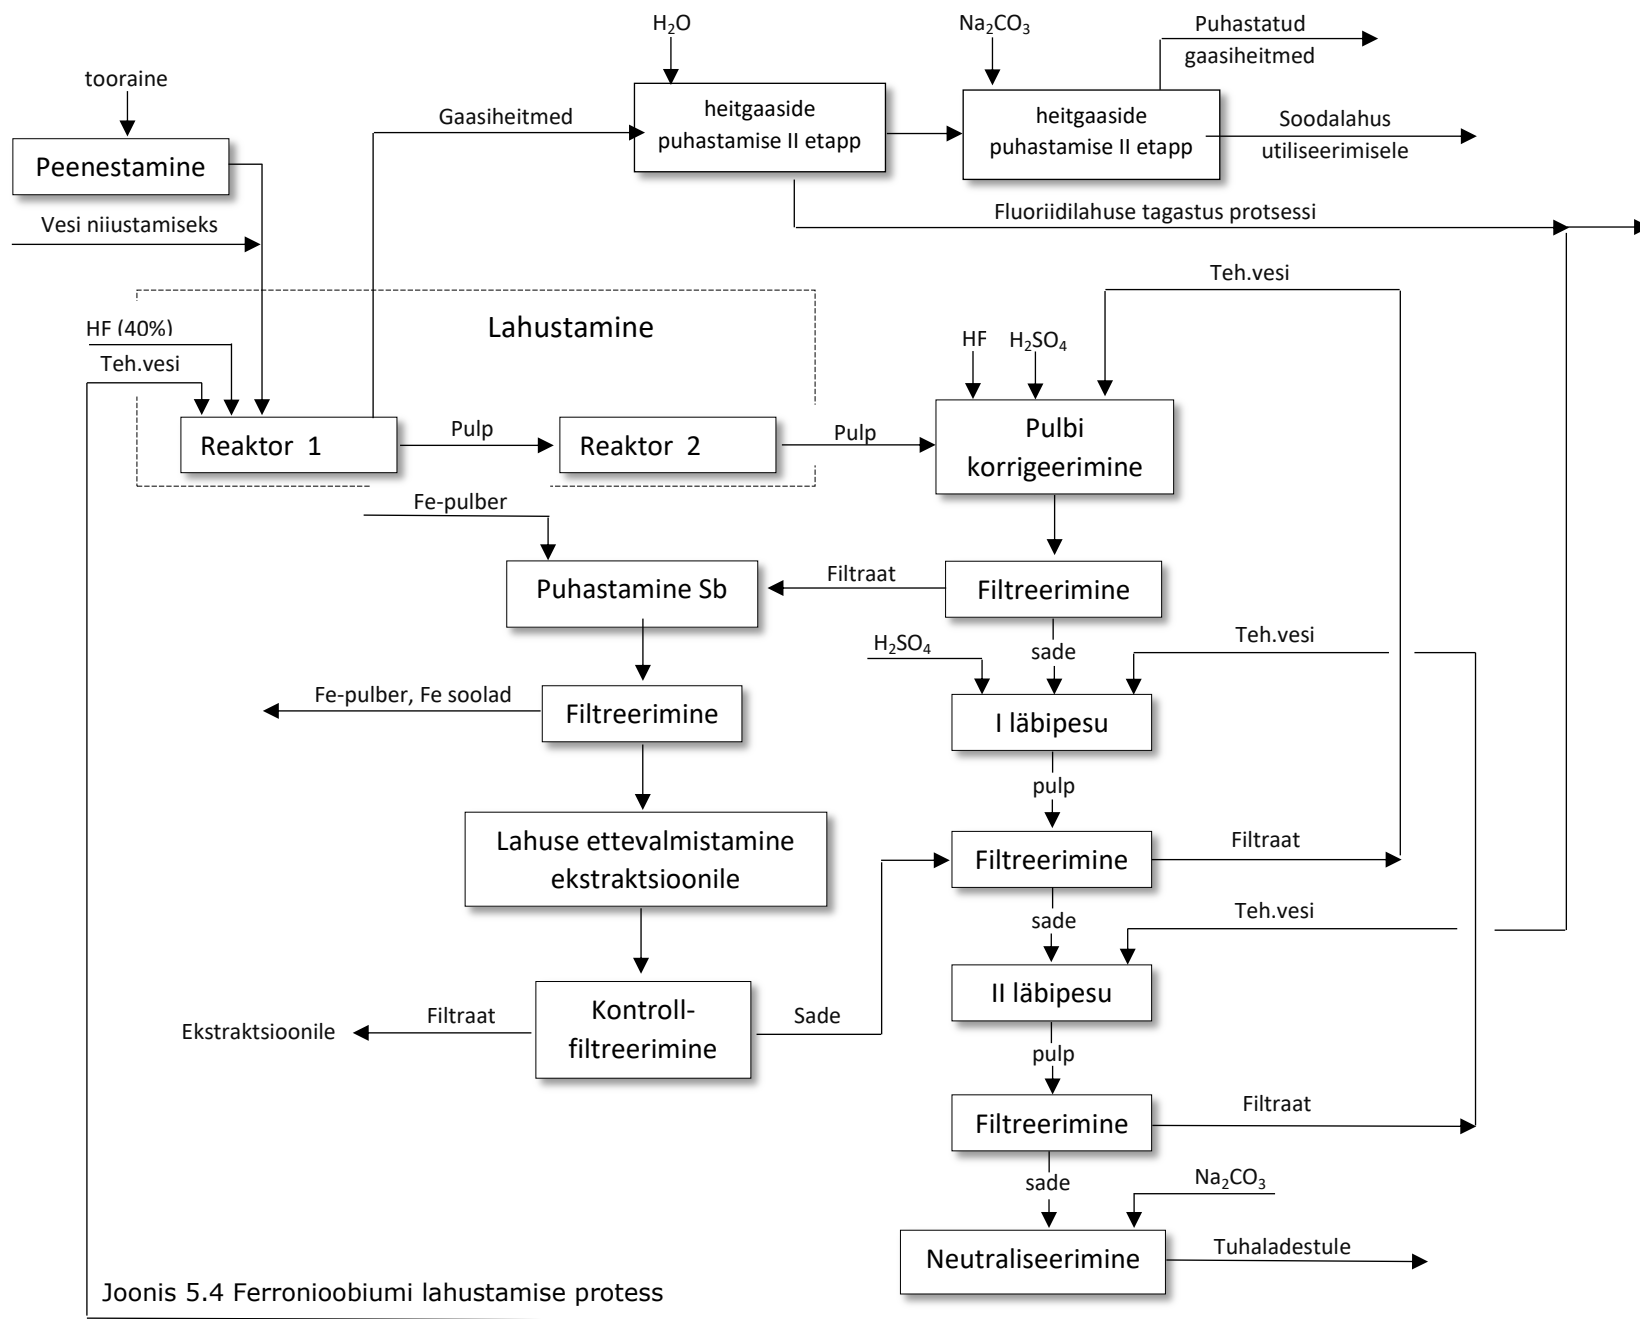 H₂O
Na₂CO₃
Puhastatud
gaasiheitmed
tooraine
heitgaaside
puhastamise II etapp
heitgaaside
puhastamise II etapp
Gaasiheitmed
Soodalahus
utiliseerimisele
Peenestamine
Vesi niiustamiseks
Fluoriidilahuse tagastus protsessi
Teh.vesi
HF (40%)
Lahustamine
HF
H₂SO₄
Teh.vesi
Reaktor 1
Pulp
Reaktor 2
Pulp
Pulbi
korrigeerimine
Fe-pulber
Puhastamine Sb
Filtraat
Filtreerimine
H₂SO₄
sade
Teh.vesi
Fe-pulber, Fe soolad
Filtreerimine
I läbipesu
pulp
Lahuse ettevalmistamine
ekstraktsioonile
Filtreerimine
Filtraat
sade
Teh.vesi
II läbipesu
Ekstraktsioonile
Filtraat
Kontroll-
filtreerimine
Sade
pulp
Filtreerimine
Filtraat
sade
Na₂CO₃
Neutraliseerimine
Tuhaladestule
Joonis 5.4 Ferronioobiumi lahustamise protess